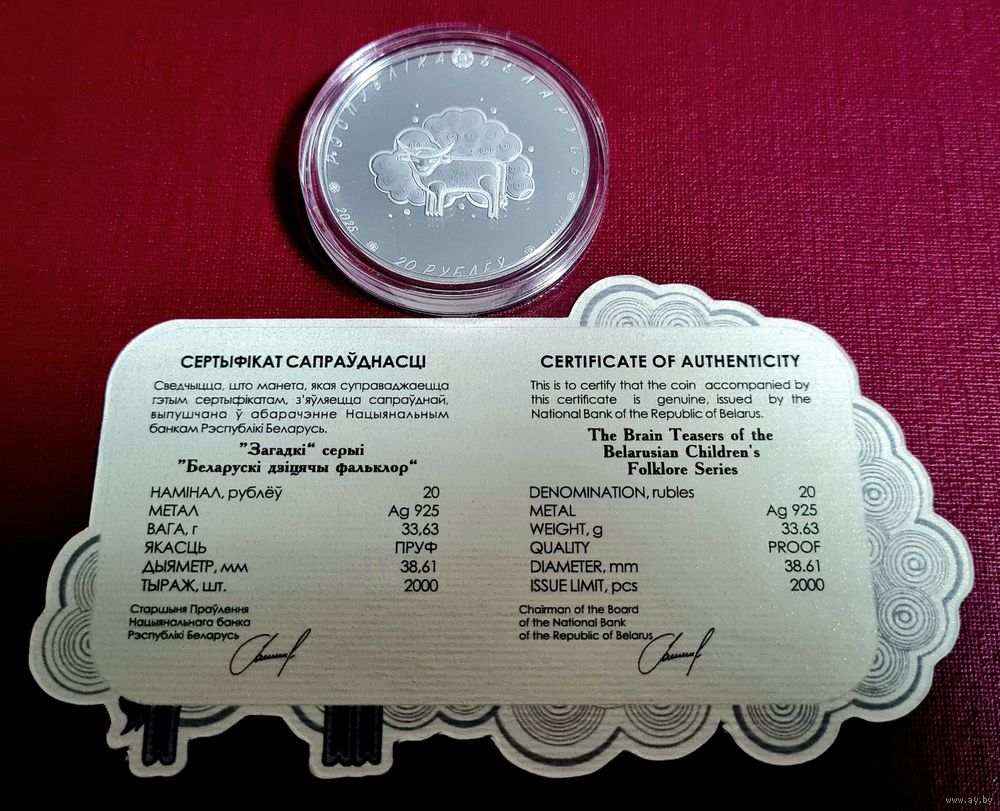 РЭСПУБЛІКА БЕЛАРУСЬ
2025
20 РУБЛЁЎ
СЕРТЫФІКАТ САПРАЎДНАСЦІ
Сведчыцца, што манета, якая суправаджаецца
гэтым сертыфікатам, з'яўляецца сапраўднай,
выпушчана ў абарачэнне Нацыянальным
банкам Рэспублікі Беларусь.
"Загадкі" серыі
"Беларускі дзіцячы фальклор"
НАМІНАЛ, рублёў 20
МЕТАЛ Ag 925
ВАГА, г 33,63
ЯКАСЦЬ ПРУФ
ДЫЯМЕТР, мм 38,61
ТЫРАЖ, шт. 2000
Старшыня Праўлення
Нацыянальнага банка
Рэспублікі Беларусь
CERTIFICATE OF AUTHENTICITY
This is to certify that the coin accompanied by
this certificate is genuine, issued by the
National Bank of the Republic of Belarus.
The Brain Teasers of the
Belarusian Children's
Folklore Series
DENOMINATION, rubles 20
METAL Ag 925
WEIGHT, g 33.63
QUALITY PROOF
DIAMETER, mm 38.61
ISSUE LIMIT, pcs 2000
Chairman of the Board
of the National Bank
of the Republic of Belarus
www.ay.by